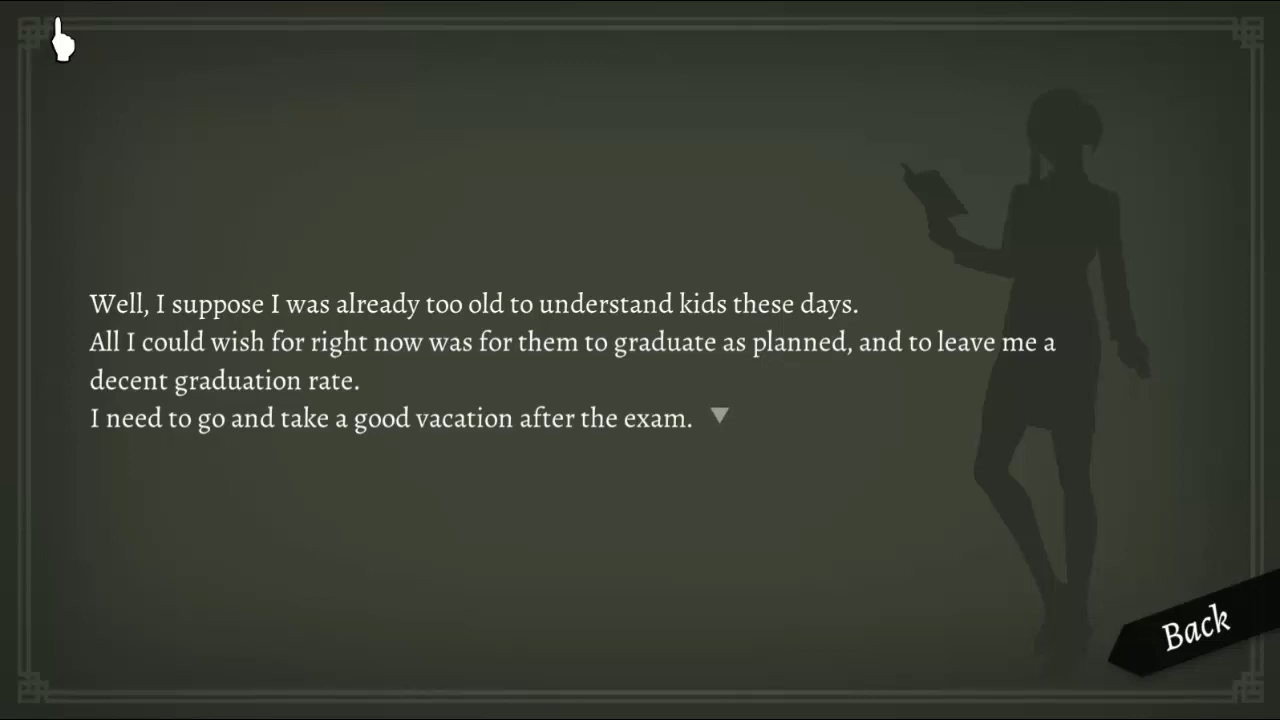 Well, I suppose I was already too old to understand kids these days.
All I could wish for right now was for them to graduate as planned, and to leave me a
decent graduation rate.
I need to go and take a good vacation after the exam.
Back